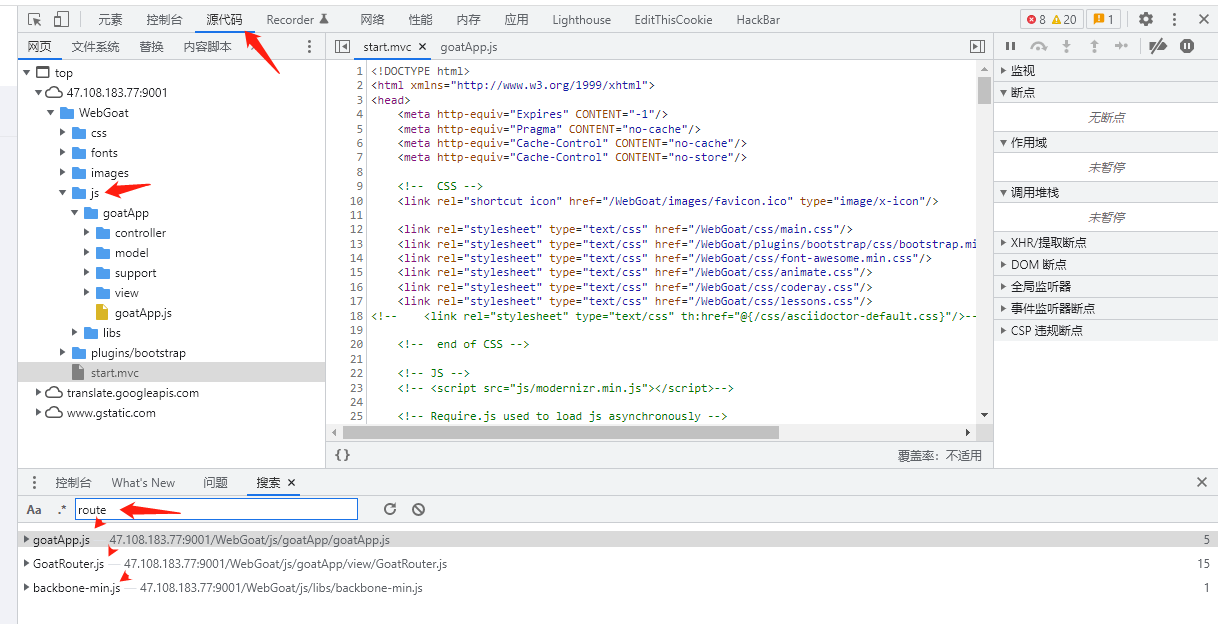 元素 控制台 源代码 Recorder 网络 性能 内存 应用 Lighthouse EditThisCookie HackBar 8 20 1
网页 文件系统 替换 内容脚本 start.mvc × goatApp.js
top
47.108.183.77:9001
WebGoat
css
fonts
images
js
goatApp
controller
model
support
view
goatApp.js
libs
plugins/bootstrap
start.mvc
translate.googleapis.com
www.gstatic.com
1 <!DOCTYPE html>
2 <html xmlns="http://www.w3.org/1999/xhtml">
3 <head>
4 <meta http-equiv="Expires" CONTENT="-1"/>
5 <meta http-equiv="Pragma" CONTENT="no-cache"/>
6 <meta http-equiv="Cache-Control" CONTENT="no-cache"/>
7 <meta http-equiv="Cache-Control" CONTENT="no-store"/>
8
9 <!-- CSS -->
10 <link rel="shortcut icon" href="/WebGoat/images/favicon.ico" type="image/x-icon"/>
11
12 <link rel="stylesheet" type="text/css" href="/WebGoat/css/main.css"/>
13 <link rel="stylesheet" type="text/css" href="/WebGoat/plugins/bootstrap/css/bootstrap.mi
14 <link rel="stylesheet" type="text/css" href="/WebGoat/css/font-awesome.min.css"/>
15 <link rel="stylesheet" type="text/css" href="/WebGoat/css/animate.css"/>
16 <link rel="stylesheet" type="text/css" href="/WebGoat/css/coderay.css"/>
17 <link rel="stylesheet" type="text/css" href="/WebGoat/css/lessons.css"/>
18 <!-- <link rel="stylesheet" type="text/css" th:href="@{/css/asciidoctor-default.css}"/>--
19
20 <!-- end of CSS -->
21
22 <!-- JS -->
23 <!-- <script src="js/modernizr.min.js"></script>-->
24
25 <!-- Require.js used to load js asynchronously -->
{} 覆盖率：不适用
监视
断点
无断点
作用域
未暂停
调用堆栈
未暂停
XHR/提取断点
DOM 断点
全局监听器
事件监听器断点
CSP 违规断点
控制台 What's New 问题 搜索 ×
Aa .* route
goatApp.js — 47.108.183.77:9001/WebGoat/js/goatApp/goatApp.js 5
GoatRouter.js — 47.108.183.77:9001/WebGoat/js/goatApp/view/GoatRouter.js 15
backbone-min.js — 47.108.183.77:9001/WebGoat/js/libs/backbone-min.js 1